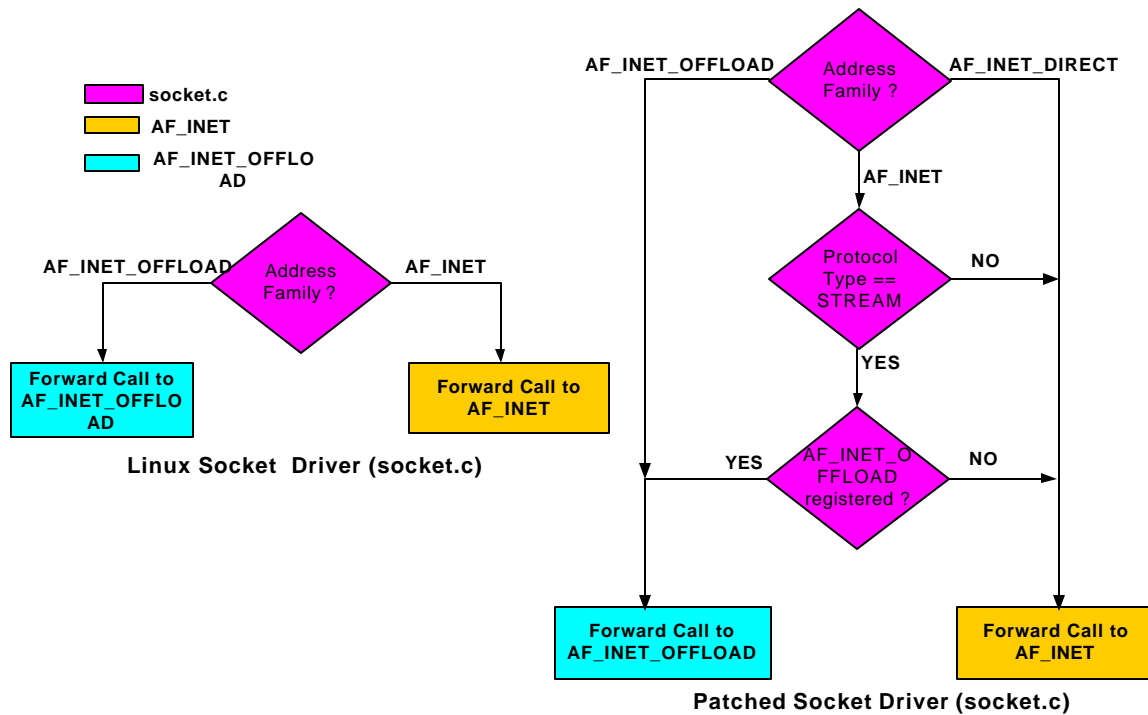 socket.c
AF_INET
AF_INET_OFFLO
AD
AF_INET_OFFLOAD
Address
Family ?
AF_INET
Forward Call to
AF_INET_OFFLO
AD
Forward Call to
AF_INET
Linux Socket Driver (socket.c)
AF_INET_OFFLOAD
Address
Family ?
AF_INET_DIRECT
AF_INET
Protocol
Type ==
STREAM
NO
YES
YES
AF_INET_O
FFLOAD
registered ?
NO
Forward Call to
AF_INET_OFFLOAD
Forward Call to
AF_INET
Patched Socket Driver (socket.c)